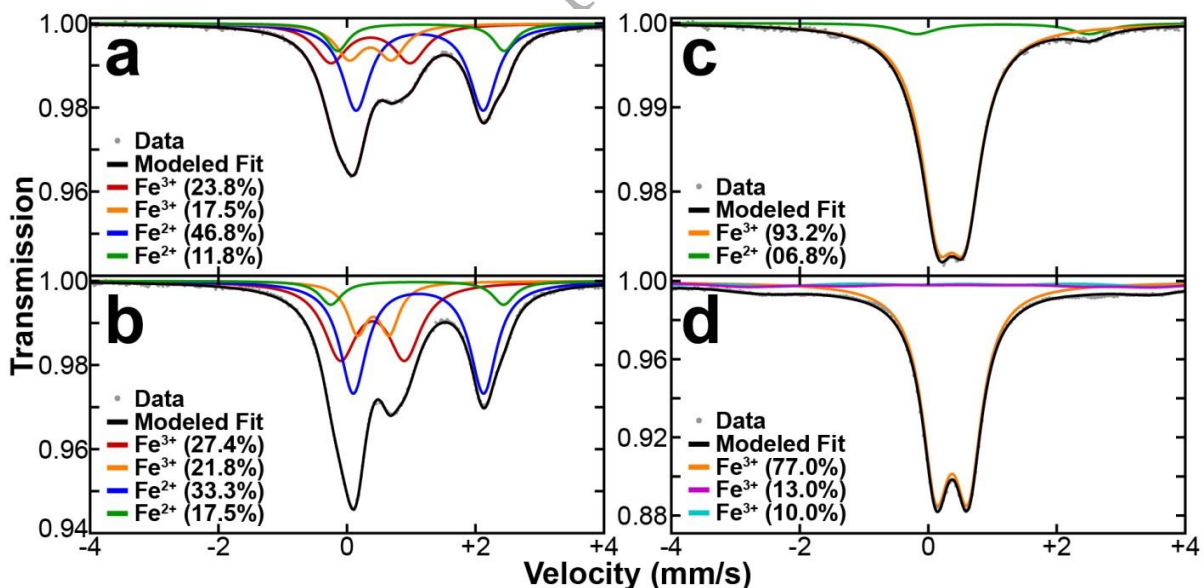 1.00
0.98
0.96
a
Data
Modeled Fit
Fe³⁺ (23.8%)
Fe³⁺ (17.5%)
Fe²⁺ (46.8%)
Fe²⁺ (11.8%)
1.00
0.99
0.98
c
Data
Modeled Fit
Fe³⁺ (93.2%)
Fe²⁺ (06.8%)
Transmission
1.00
0.98
0.96
0.94
b
Data
Modeled Fit
Fe³⁺ (27.4%)
Fe³⁺ (21.8%)
Fe²⁺ (33.3%)
Fe²⁺ (17.5%)
-4 -2 0 +2 +4
1.00
0.96
0.92
0.88
d
Data
Modeled Fit
Fe³⁺ (77.0%)
Fe³⁺ (13.0%)
Fe³⁺ (10.0%)
-4 -2 0 +2 +4
Velocity (mm/s)